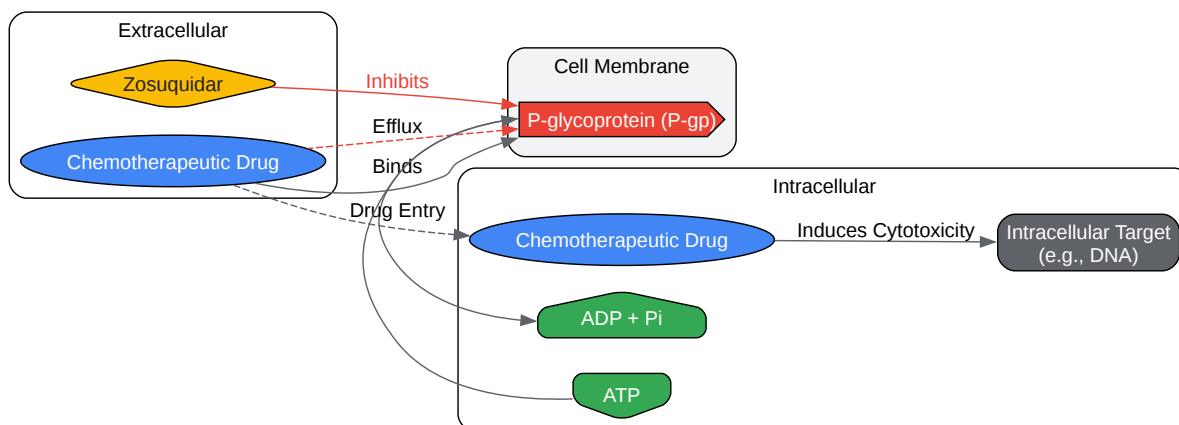 Extracellular
Zosuquidar
Inhibits
Cell Membrane
P-glycoprotein (P-gp)
Efflux
Chemotherapeutic Drug
Binds
Intracellular
Drug Entry
Chemotherapeutic Drug
Induces Cytotoxicity
Intracellular Target
(e.g., DNA)
ADP + Pi
ATP